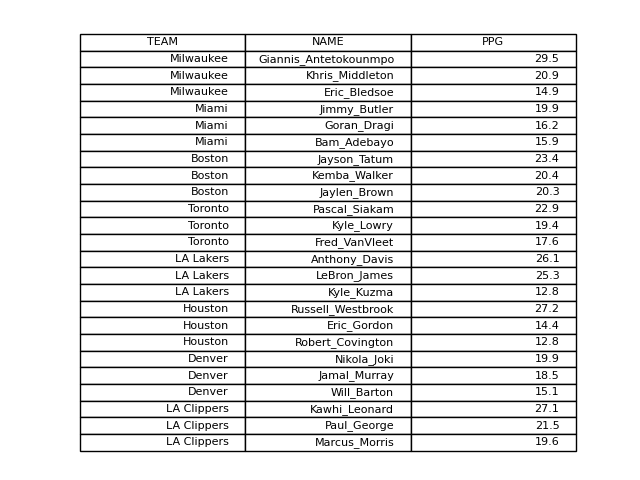 TEAM NAME PPG
Milwaukee Giannis_Antetokounmpo 29.5
Milwaukee Khris_Middleton 20.9
Milwaukee Eric_Bledsoe 14.9
Miami Jimmy_Butler 19.9
Miami Goran_Dragi 16.2
Miami Bam_Adebayo 15.9
Boston Jayson_Tatum 23.4
Boston Kemba_Walker 20.4
Boston Jaylen_Brown 20.3
Toronto Pascal_Siakam 22.9
Toronto Kyle_Lowry 19.4
Toronto Fred_VanVleet 17.6
LA Lakers Anthony_Davis 26.1
LA Lakers LeBron_James 25.3
LA Lakers Kyle_Kuzma 12.8
Houston Russell_Westbrook 27.2
Houston Eric_Gordon 14.4
Houston Robert_Covington 12.8
Denver Nikola_Joki 19.9
Denver Jamal_Murray 18.5
Denver Will_Barton 15.1
LA Clippers Kawhi_Leonard 27.1
LA Clippers Paul_George 21.5
LA Clippers Marcus_Morris 19.6